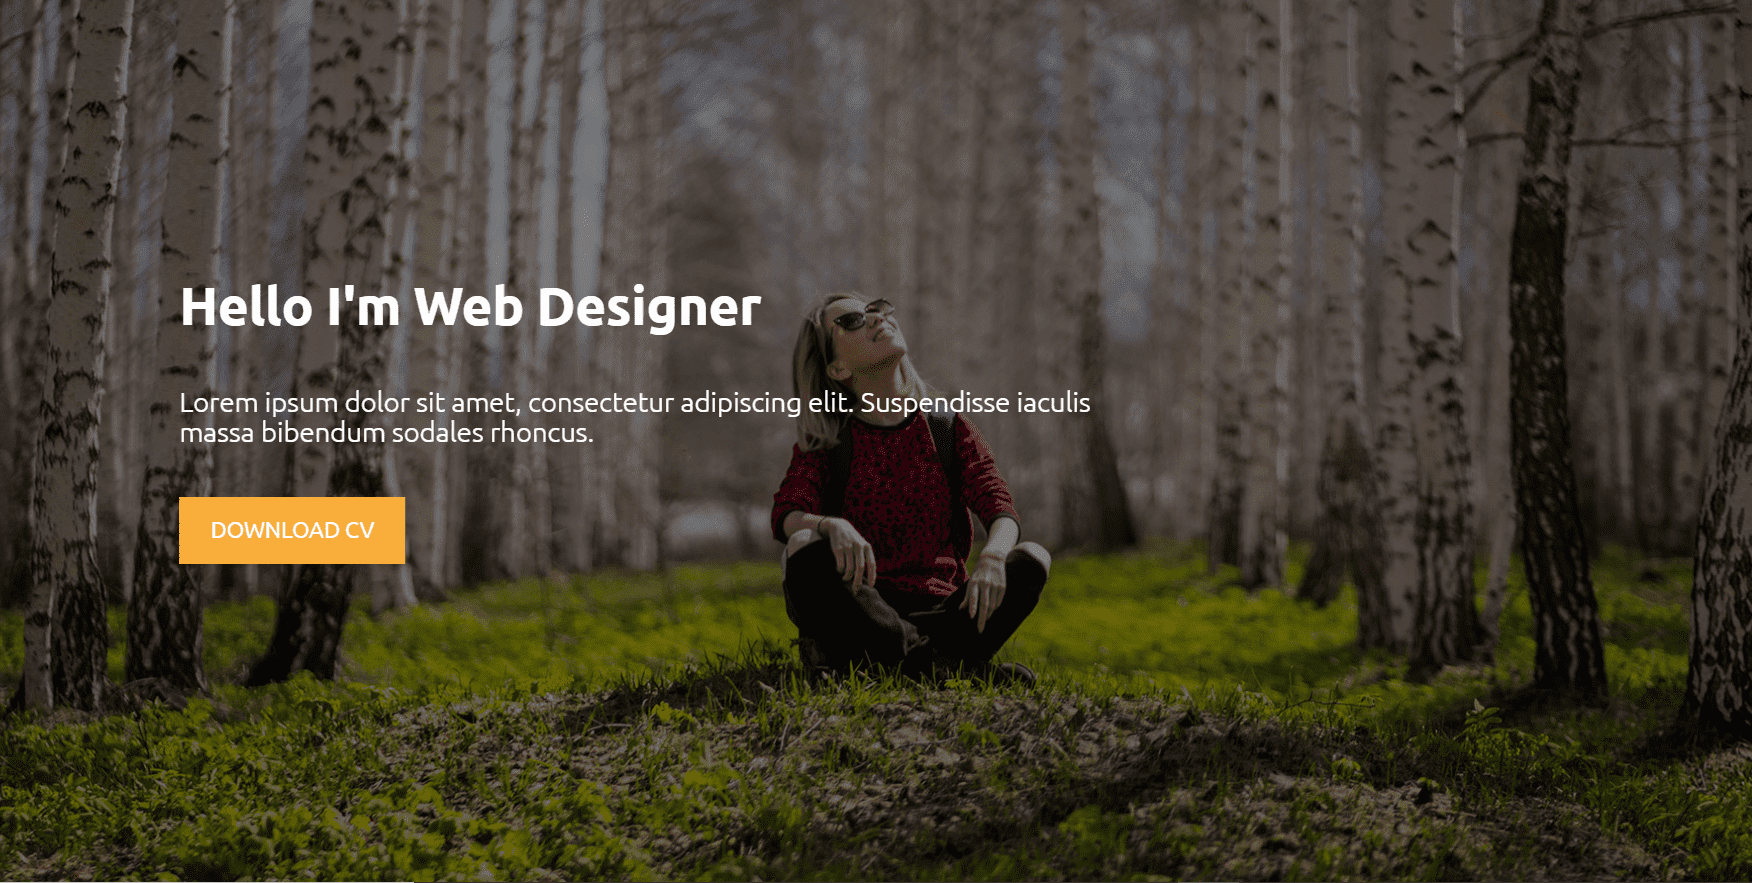 Hello I'm Web Designer
Lorem ipsum dolor sit amet, consectetur adipiscing elit. Suspendisse iaculis
massa bibendum sodales rhoncus.
DOWNLOAD CV